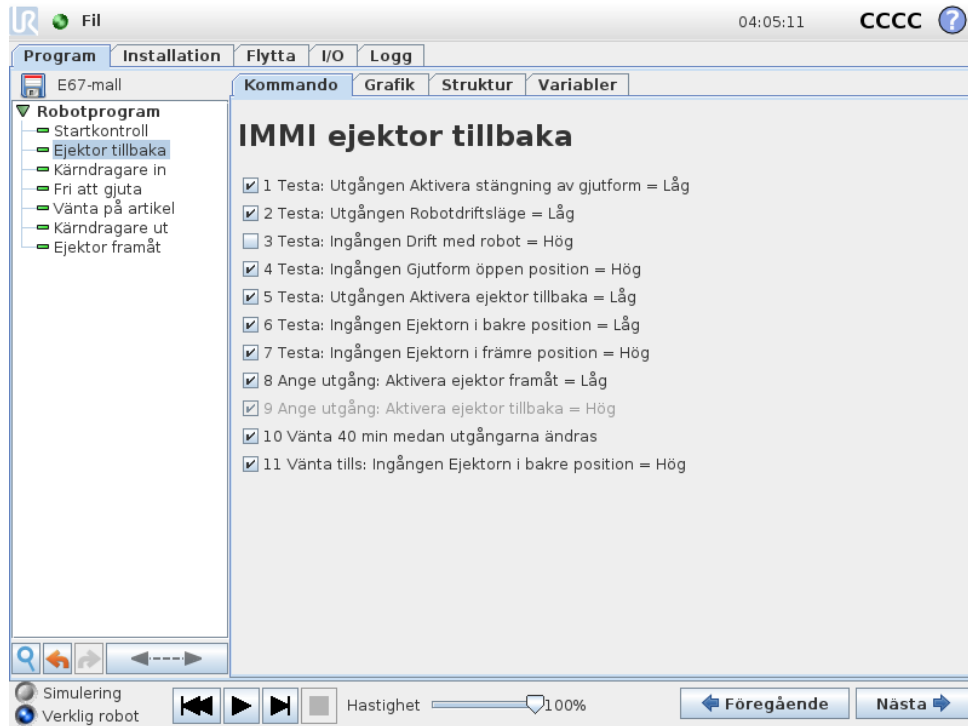 UR Fil 04:05:11 CCCC ?
Program Installation Flytta I/O Logg
E67-mall
Kommando Grafik Struktur Variabler
Robotprogram
Startkontroll
Ejektor tillbaka
Kärndragare in
Fri att gjuta
Vänta på artikel
Kärndragare ut
Ejektor framåt
IMMI ejektor tillbaka
1 Testa: Utgången Aktivera stängning av gjutform = Låg
2 Testa: Utgången Robotdriftsläge = Låg
3 Testa: Ingången Drift med robot = Hög
4 Testa: Ingången Gjutform öppen position = Hög
5 Testa: Utgången Aktivera ejektor tillbaka = Låg
6 Testa: Ingången Ejektorn i bakre position = Låg
7 Testa: Ingången Ejektorn i främre position = Hög
8 Ange utgång: Aktivera ejektor framåt = Låg
9 Ange utgång: Aktivera ejektor tillbaka = Hög
10 Vänta 40 min medan utgångarna ändras
11 Vänta tills: Ingången Ejektorn i bakre position = Hög
Simulering
Verklig robot
Hastighet 100%
Föregående Nästa